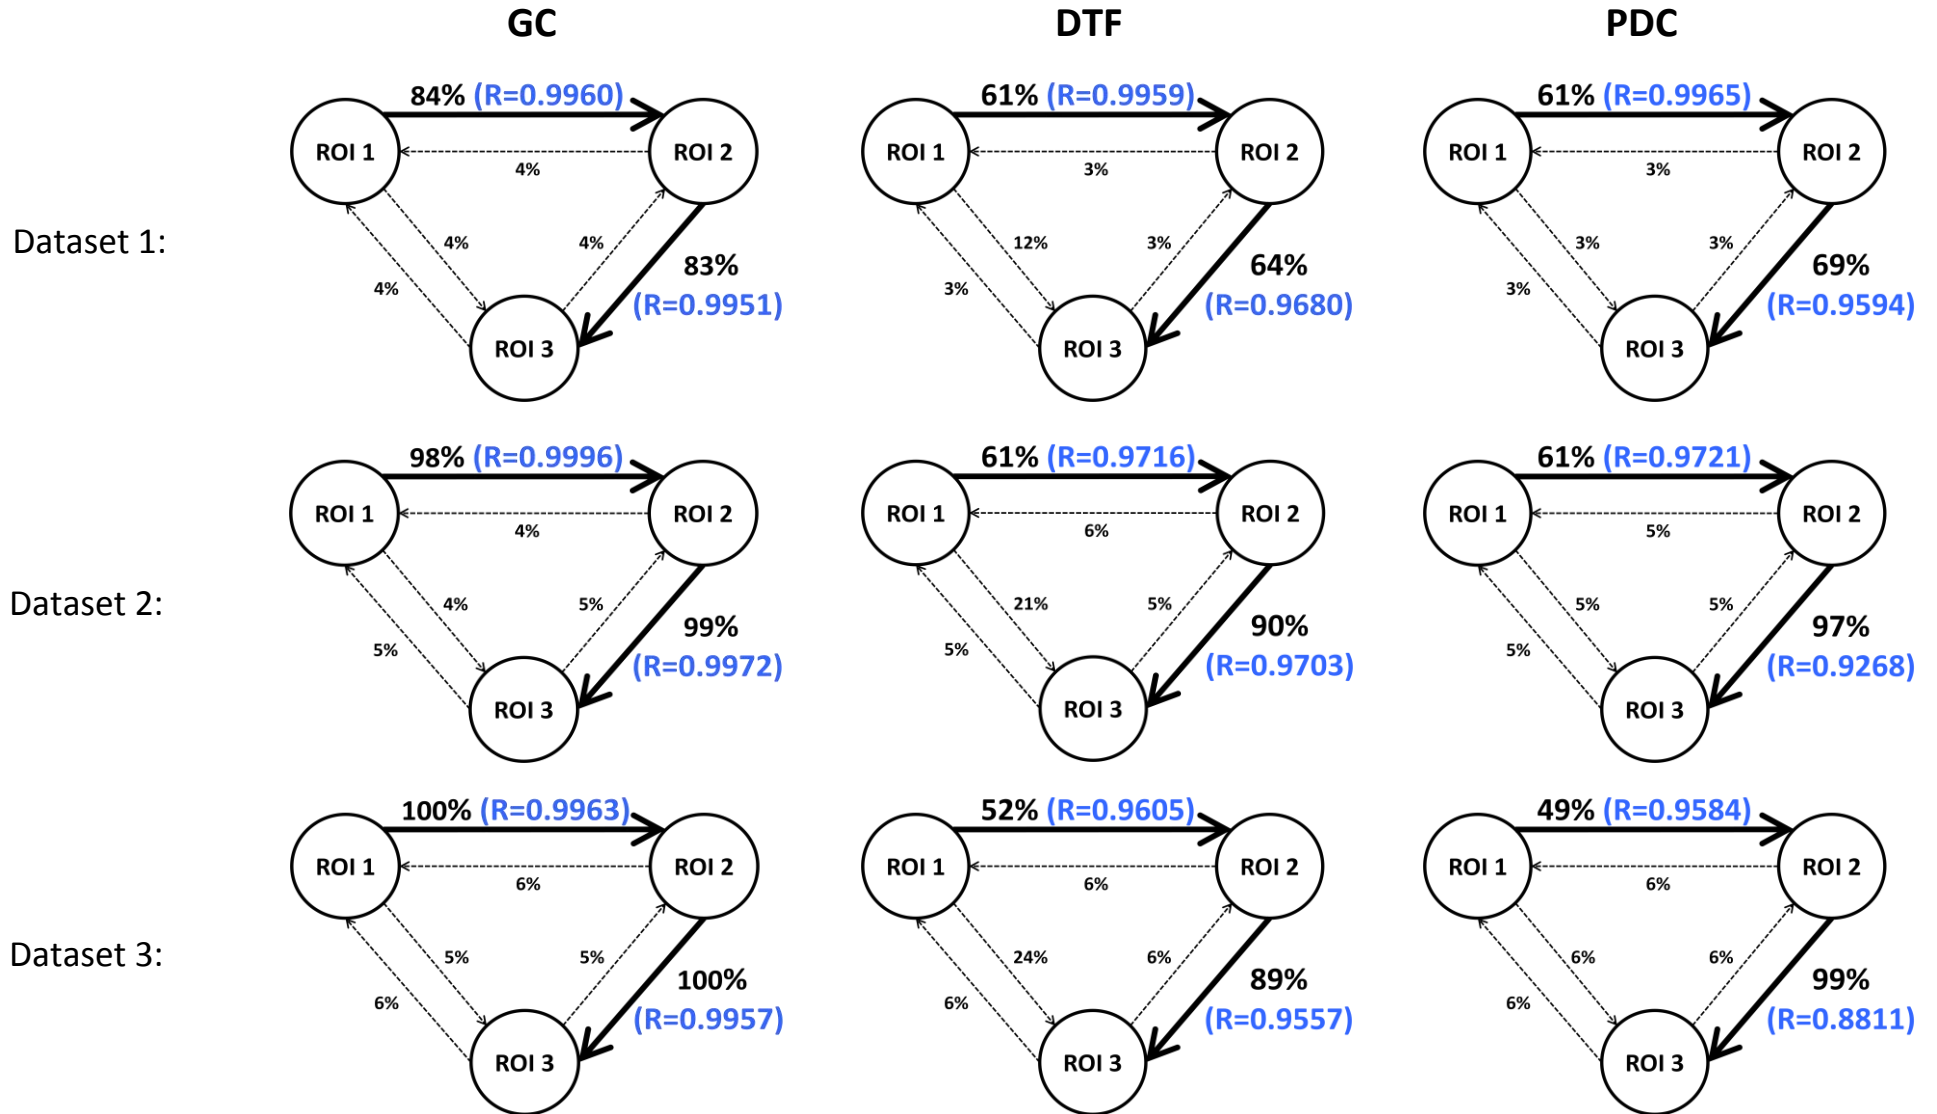 GC DTF PDC
84% (R=0.9960) 61% (R=0.9959) 61% (R=0.9965)
ROI 1 ROI 2 ROI 1 ROI 2 ROI 1 ROI 2
4% 3% 3%
Dataset 1: 4% 4% 12% 3% 3% 3%
83% 64% 69%
4% 3% 3%
(R=0.9951) (R=0.9680) (R=0.9594)
ROI 3 ROI 3 ROI 3
98% (R=0.9996) 61% (R=0.9716) 61% (R=0.9721)
ROI 1 ROI 2 ROI 1 ROI 2 ROI 1 ROI 2
4% 6% 5%
Dataset 2: 4% 5% 21% 5% 5% 5%
99% 90% 97%
5% 5% 5%
(R=0.9972) (R=0.9703) (R=0.9268)
ROI 3 ROI 3 ROI 3
100% (R=0.9963) 52% (R=0.9605) 49% (R=0.9584)
ROI 1 ROI 2 ROI 1 ROI 2 ROI 1 ROI 2
6% 6% 6%
Dataset 3: 5% 5% 24% 6% 6% 6%
100% 89% 99%
6% 6% 6%
(R=0.9957) (R=0.9557) (R=0.8811)
ROI 3 ROI 3 ROI 3